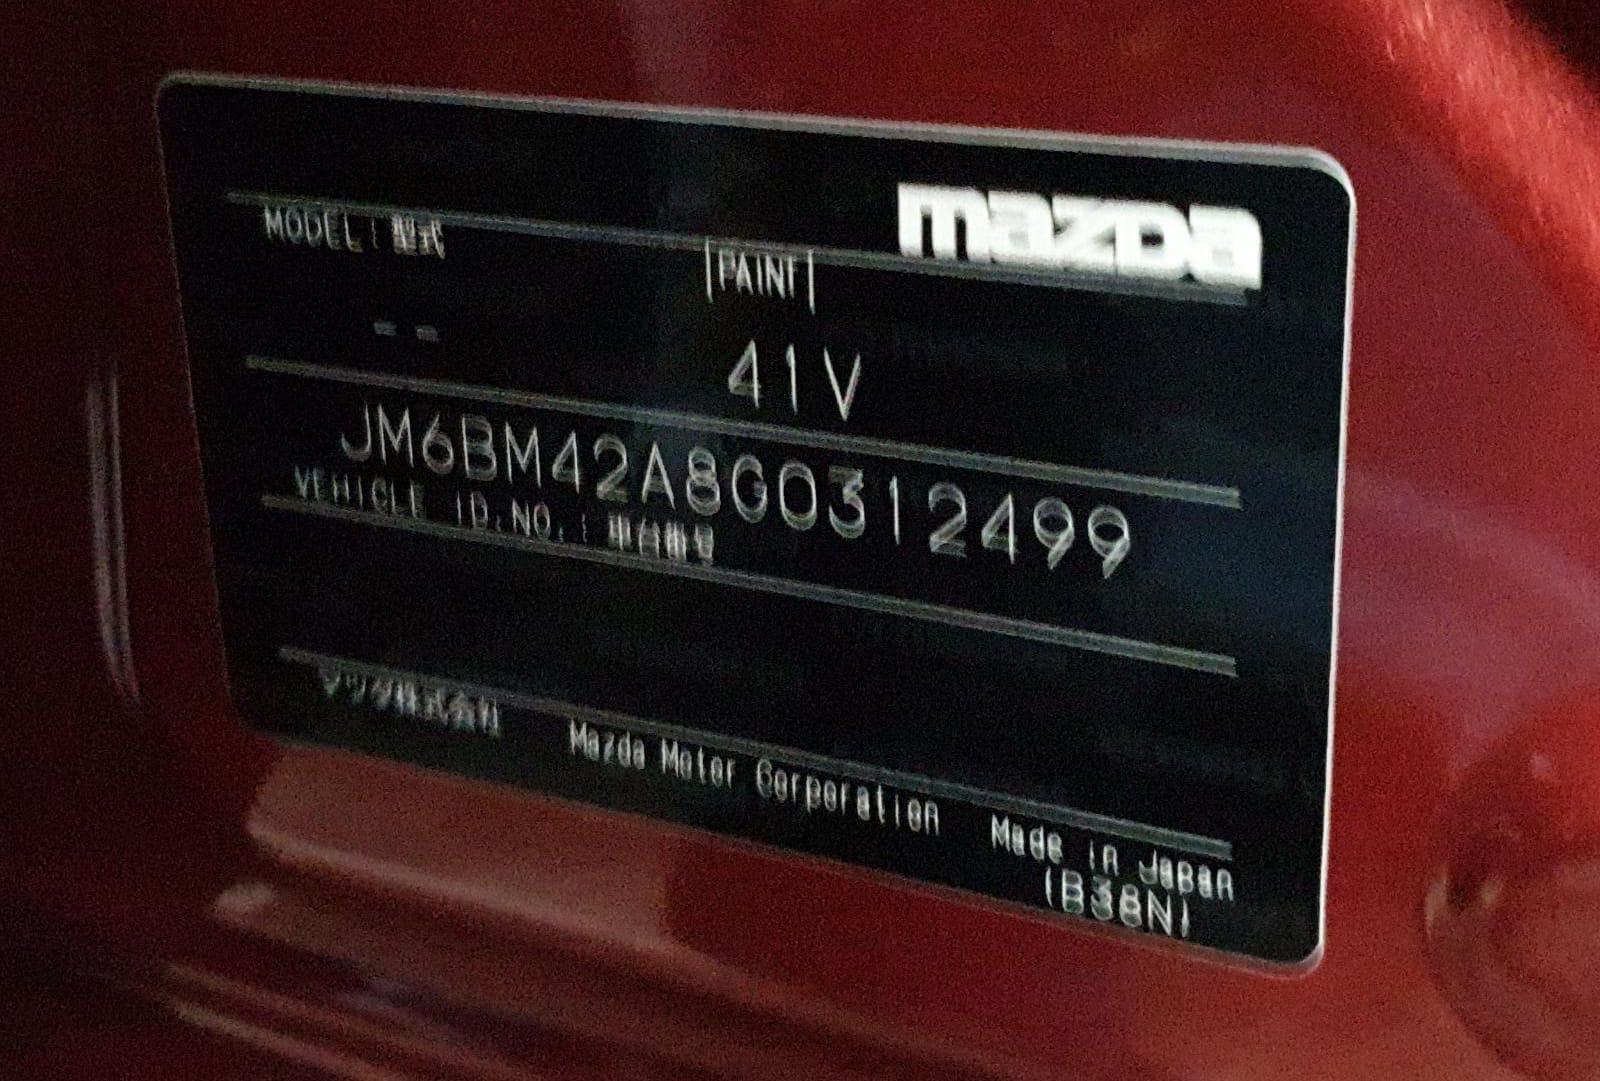 mazda
MODEL:型式
PAINT
--
41V
JM6BM42A8G0312499
VEHICLE ID.NO.:車台番号
マツダ株式会社 Mazda Motor Corporation Made in Japan
(B38N)